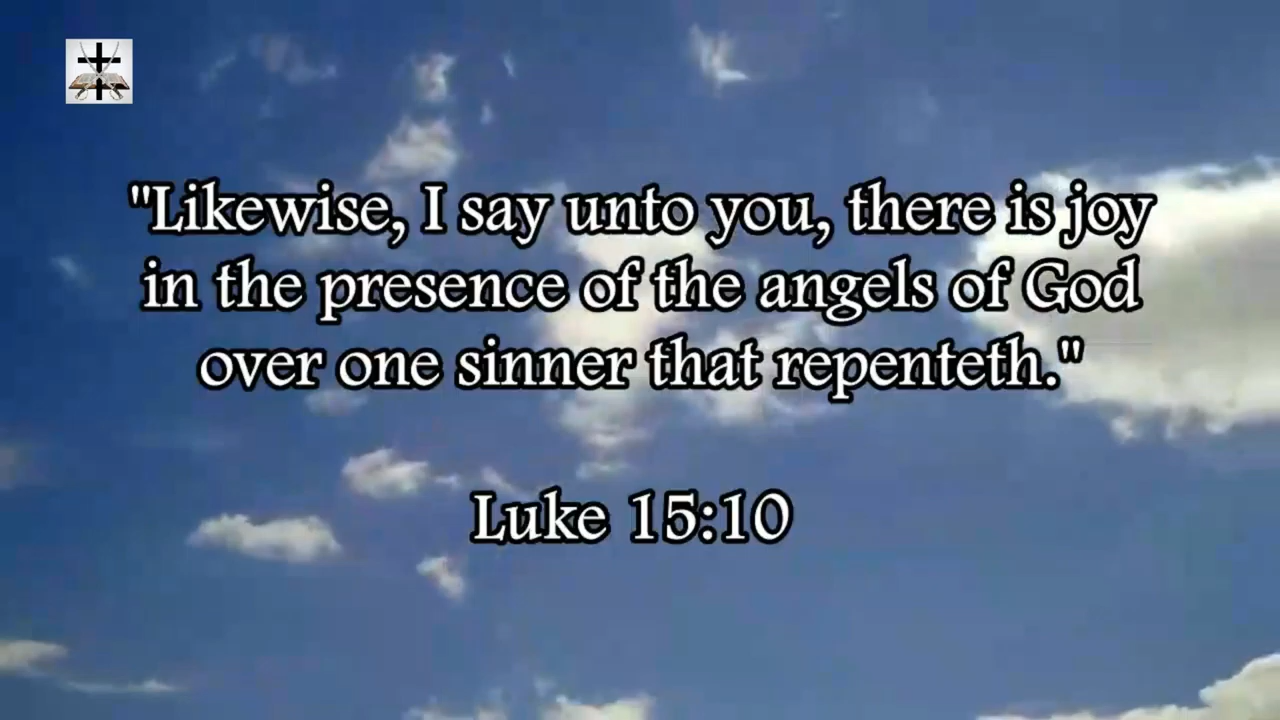 "Likewise, I say unto you, there is joy
in the presence of the angels of God
over one sinner that repenteth."
Luke 15:10